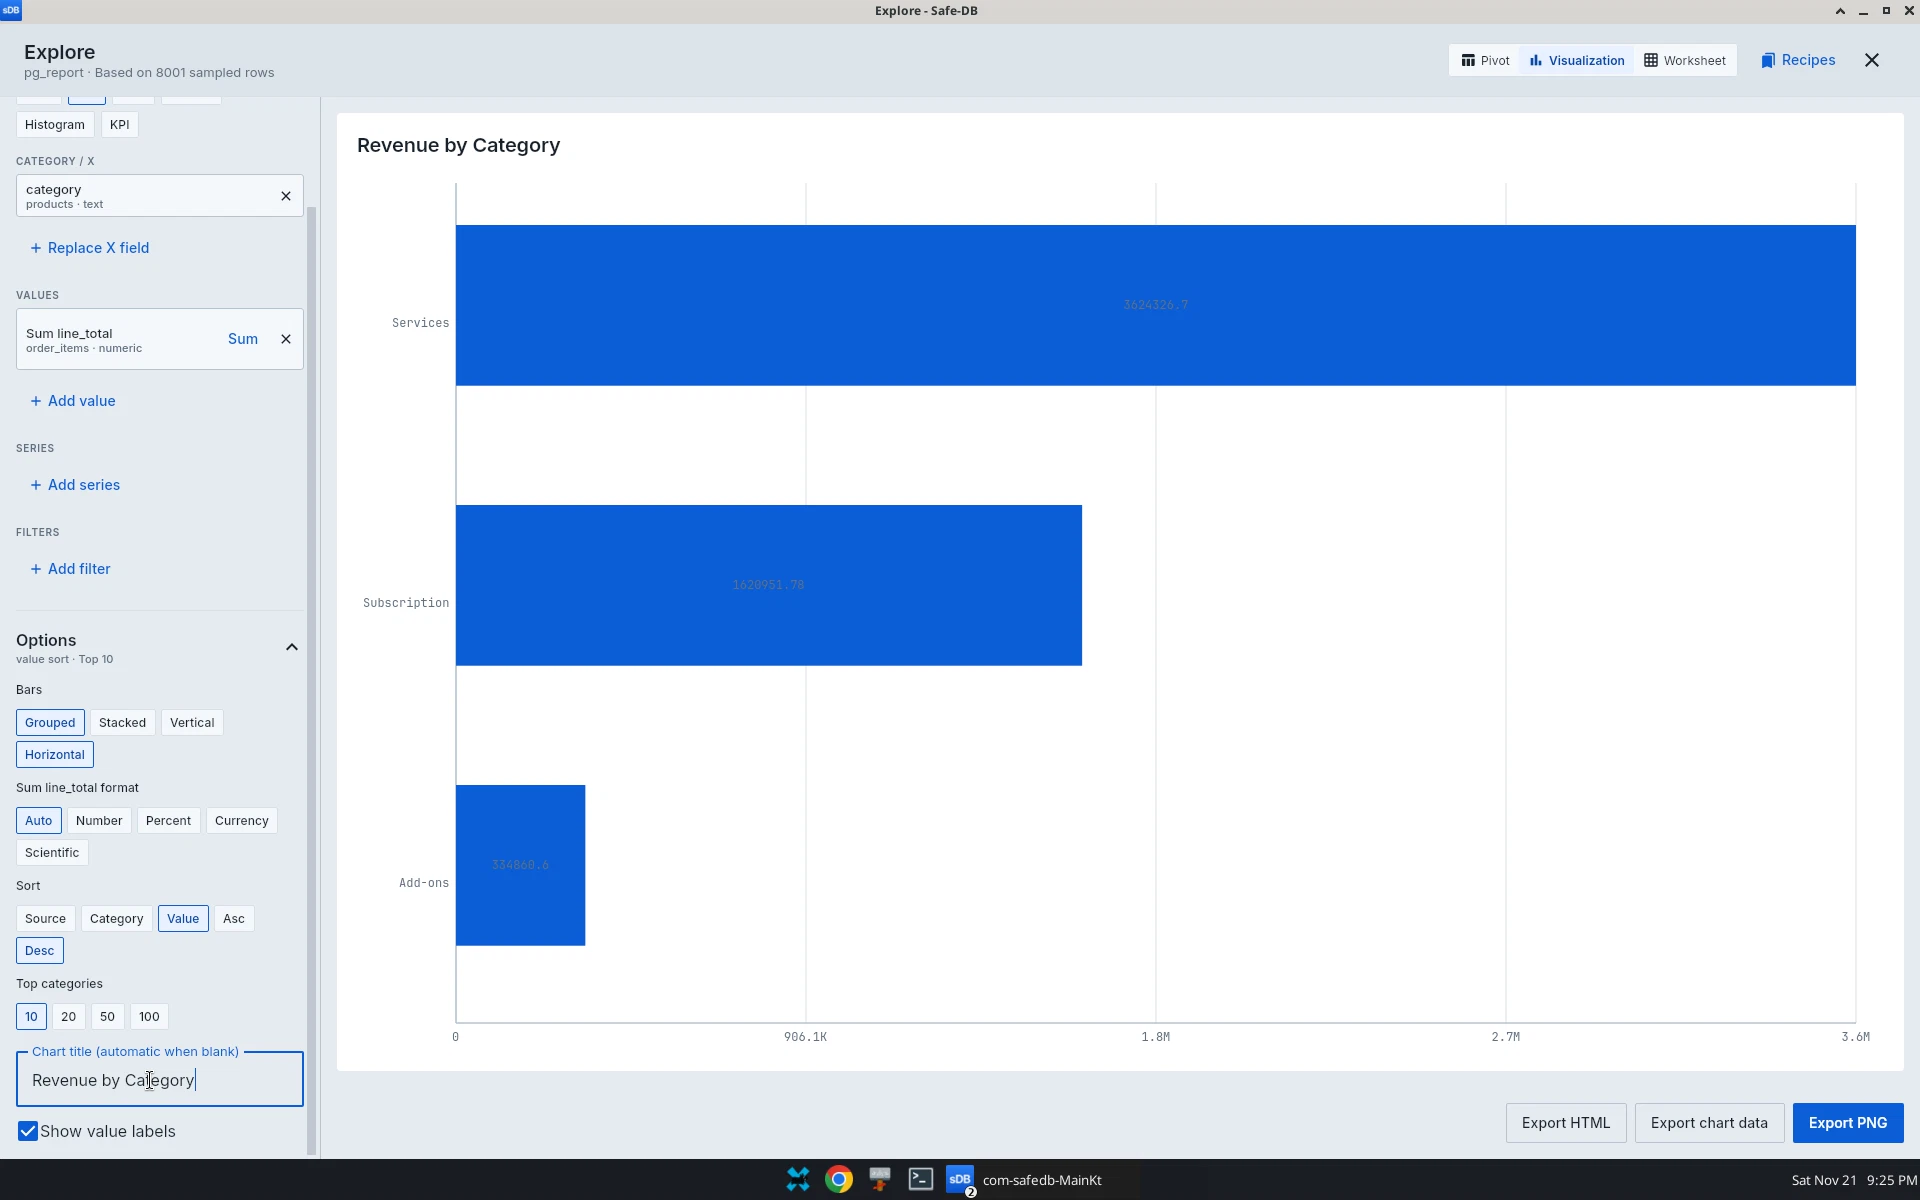 sDB
Explore - Safe-DB
Explore
pg_report · Based on 8001 sampled rows
Pivot
Visualization
Worksheet
Recipes
Histogram
KPI
CATEGORY / X
category
products · text
+ Replace X field
VALUES
Sum line_total
order_items · numeric
Sum
+ Add value
SERIES
+ Add series
FILTERS
+ Add filter
Options
value sort · Top 10
Bars
Grouped
Stacked
Vertical
Horizontal
Sum line_total format
Auto
Number
Percent
Currency
Scientific
Sort
Source
Category
Value
Asc
Desc
Top categories
10
20
50
100
Chart title (automatic when blank)
Revenue by Category
Show value labels
Revenue by Category
Services
3624326.7
Subscription
1620951.78
Add-ons
334860.6
0
906.1K
1.8M
2.7M
3.6M
Export HTML
Export chart data
Export PNG
sDB
2
com-safedb-MainKt
Sat Nov 21
9:25 PM